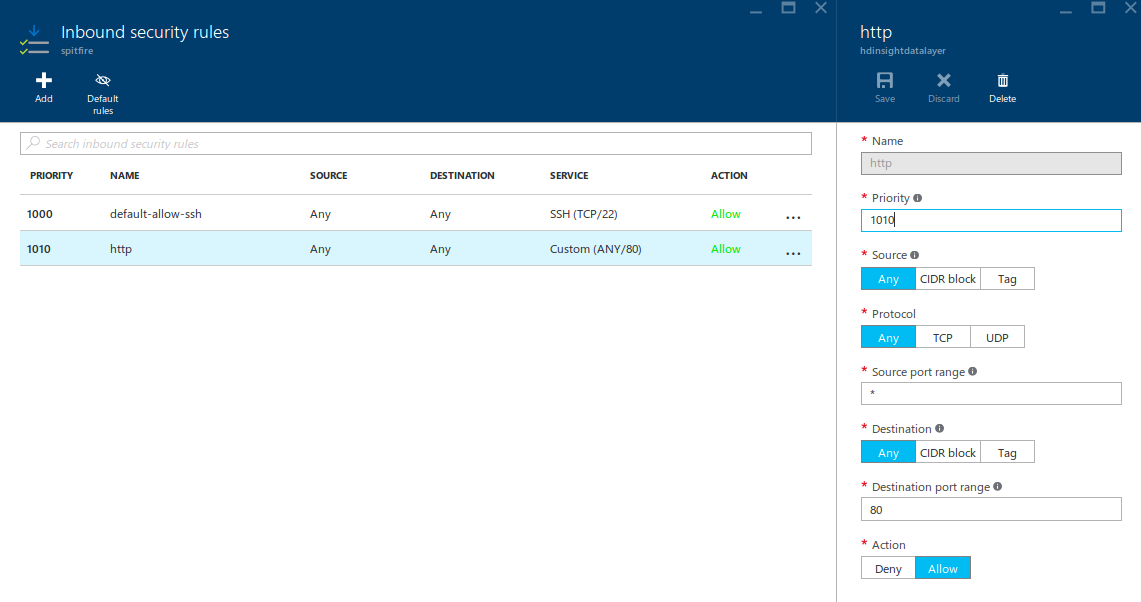 Inbound security rules
spitfire
Add
Default
rules
Search inbound security rules
PRIORITY NAME SOURCE DESTINATION SERVICE ACTION
1000 default-allow-ssh Any Any SSH (TCP/22) Allow ...
1010 http Any Any Custom (ANY/80) Allow ...
http
hdinsightdatalayer
Save Discard Delete
* Name
http
* Priority
1010
* Source
Any CIDR block Tag
* Protocol
Any TCP UDP
* Source port range
*
* Destination
Any CIDR block Tag
* Destination port range
80
* Action
Deny Allow